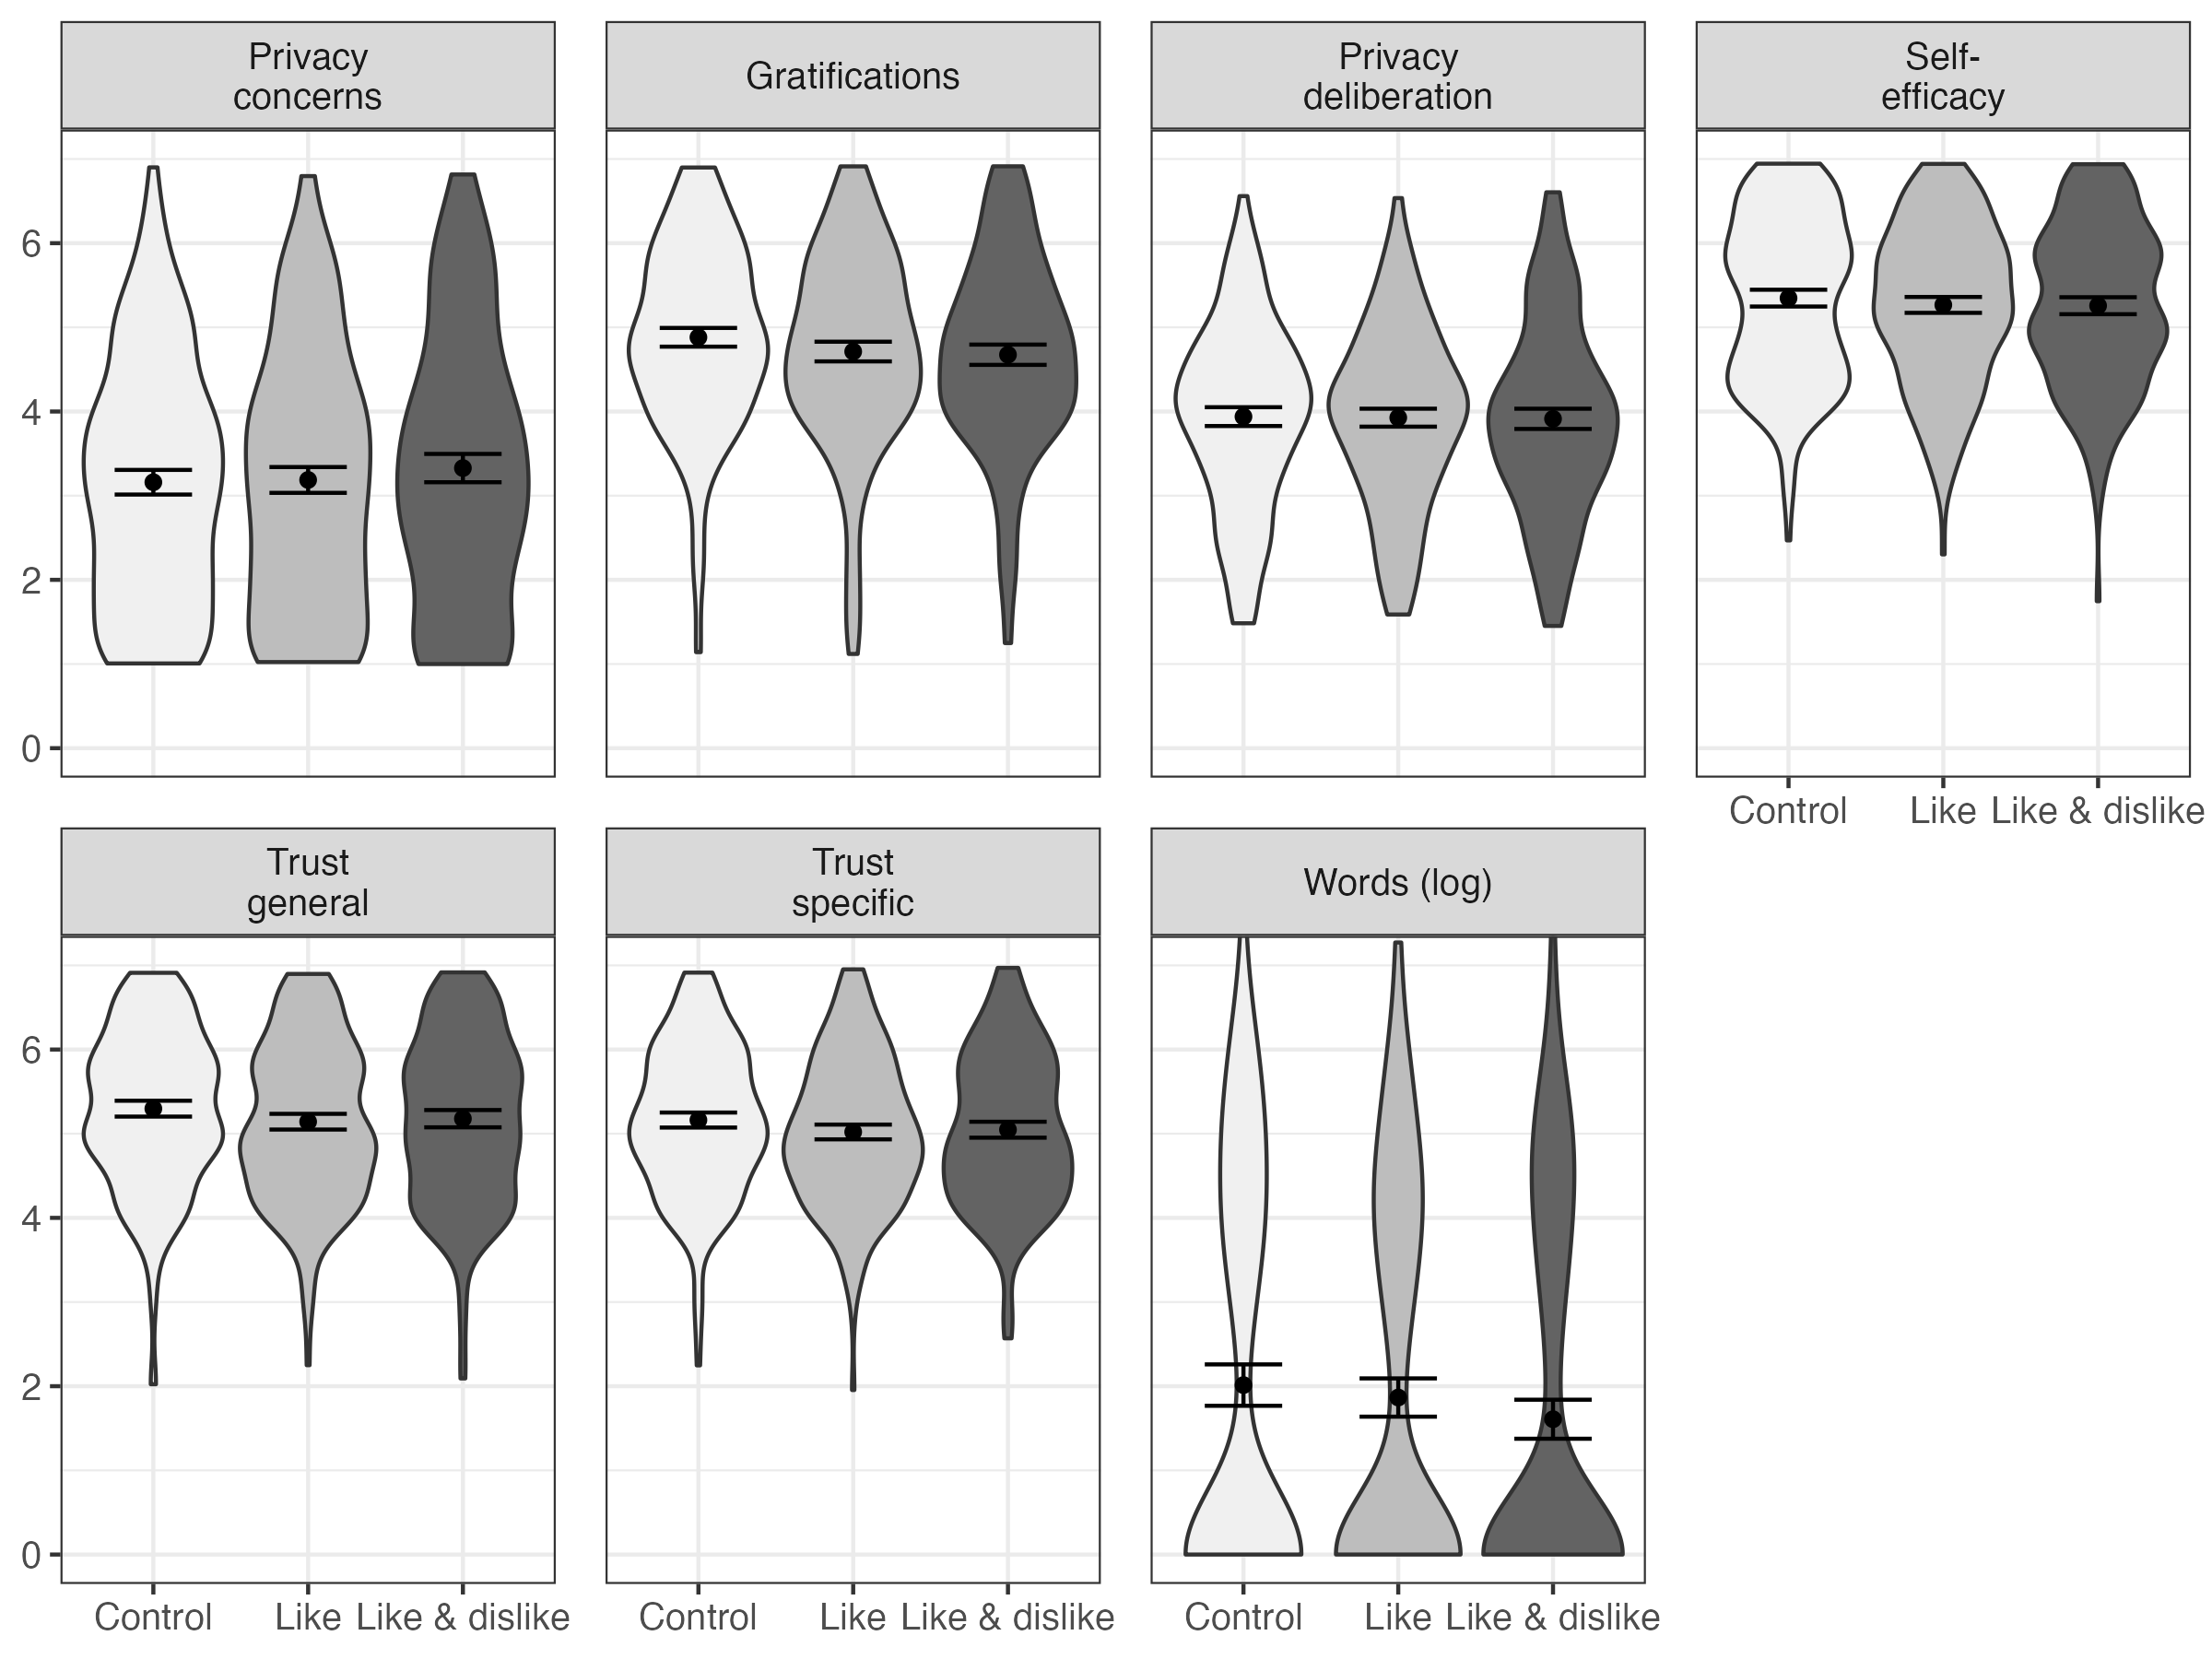 Privacy
concerns
Gratifications
Privacy
deliberation
Self-
efficacy
6
4
2
0
Control
Like
Like & dislike
Trust
general
Trust
specific
Words (log)
6
4
2
0
Control
Like
Like & dislike
Control
Like
Like & dislike
Control
Like
Like & dislike